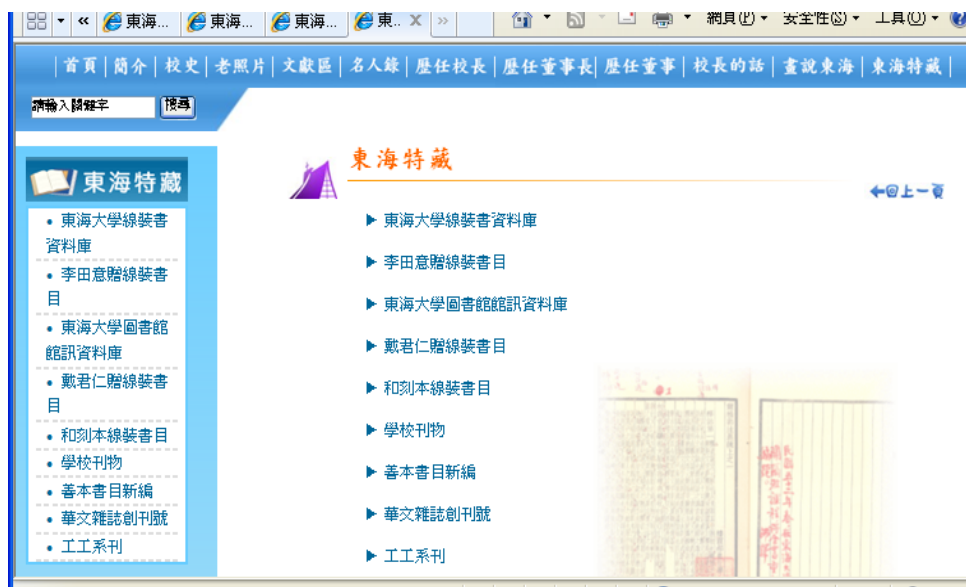 « 東海... 東海... 東海... 東.. X » 網頁(P) 安全性(S) 工具(O)
首頁 | 簡介 | 校史 | 老照片 | 文獻區 | 名人錄 | 歷任校長 | 歷任董事長 | 歷任董事 | 校長的話 | 畫說東海 | 東海特藏 |
請輸入關鍵字 搜尋
東海特藏
回上一頁
東海特藏
• 東海大學線裝書
資料庫
• 李田意贈線裝書
目
• 東海大學圖書館
館訊資料庫
• 戴君仁贈線裝書
目
• 和刻本線裝書目
• 學校刊物
• 善本書目新編
• 華文雜誌創刊號
• 工工系刊
▶ 東海大學線裝書資料庫
▶ 李田意贈線裝書目
▶ 東海大學圖書館館訊資料庫
▶ 戴君仁贈線裝書目
▶ 和刻本線裝書目
▶ 學校刊物
▶ 善本書目新編
▶ 華文雜誌創刊號
▶ 工工系刊